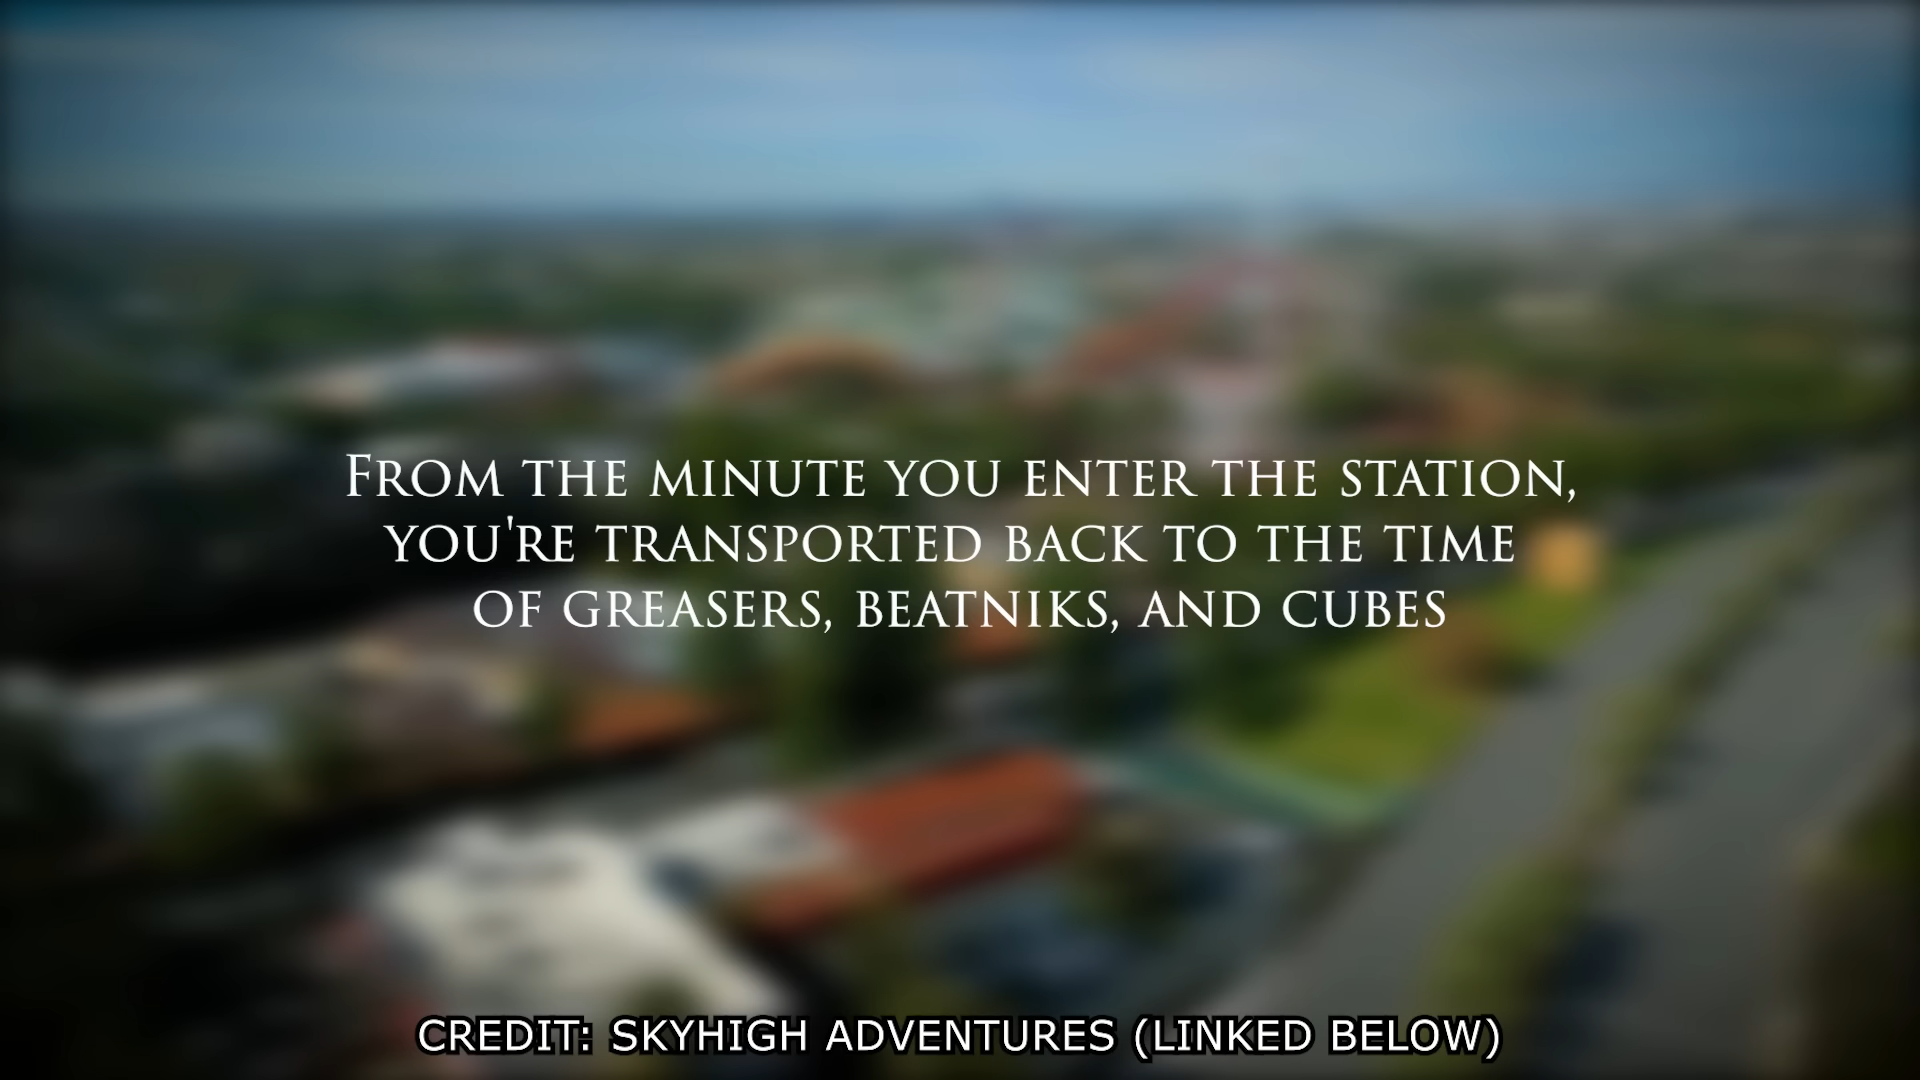 From the minute you enter the station,
you're transported back to the time
of greasers, beatniks, and cubes
CREDIT: SKYHIGH ADVENTURES (LINKED BELOW)